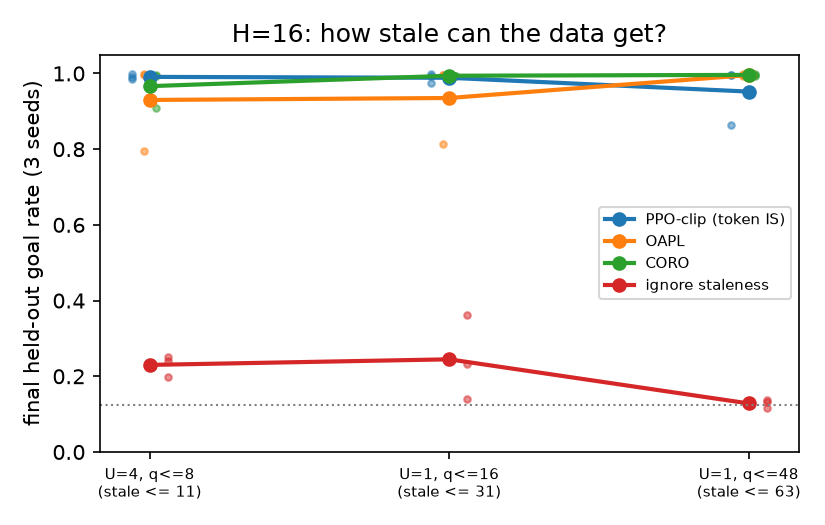 H=16: how stale can the data get?
final held-out goal rate (3 seeds)
1.0
0.8
0.6
0.4
0.2
0.0
PPO-clip (token IS)
OAPL
CORO
ignore staleness
U=4, q<=8
(stale <= 11)
U=1, q<=16
(stale <= 31)
U=1, q<=48
(stale <= 63)